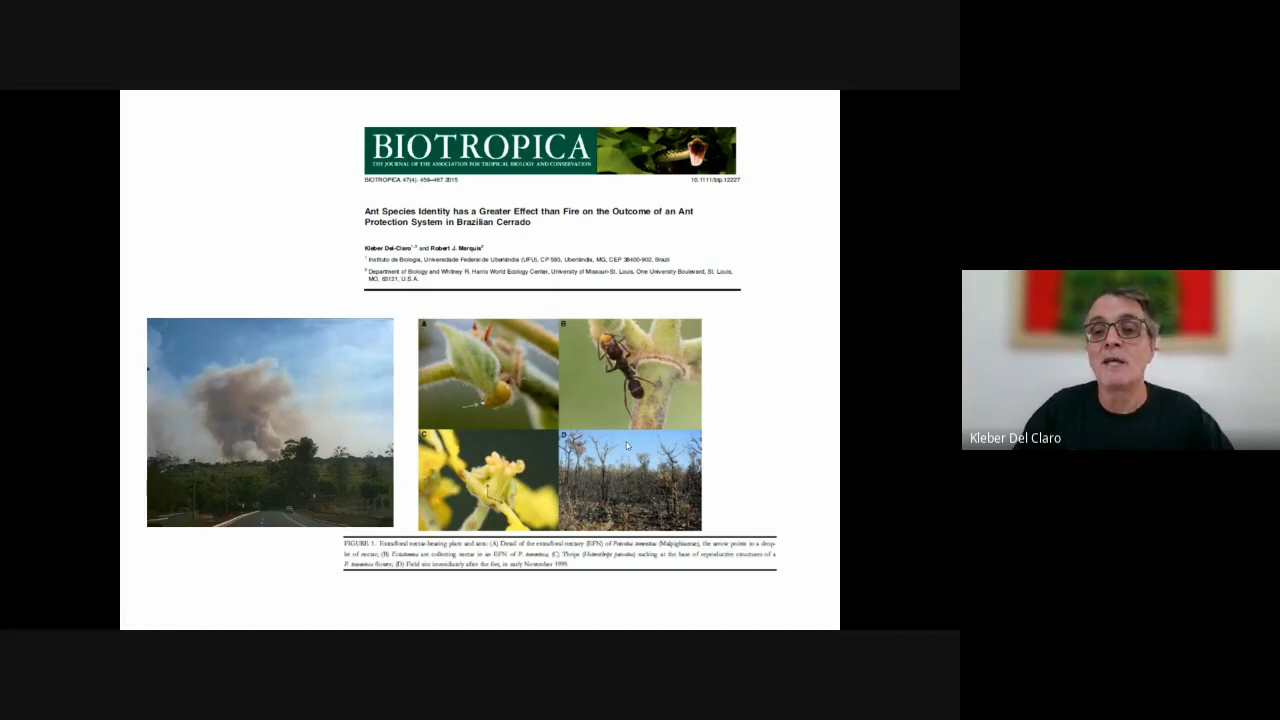 BIOTROPICA
THE JOURNAL OF THE ASSOCIATION FOR TROPICAL BIOLOGY AND CONSERVATION
BIOTROPICA 47(4): 459–467 2015
10.1111/btp.12227
Ant Species Identity has a Greater Effect than Fire on the Outcome of an Ant
Protection System in Brazilian Cerrado
Kleber Del-Claro1,3 and Robert J. Marquis2
1 Instituto de Biologia, Universidade Federal de Uberlândia (UFU), CP 593, Uberlândia, MG, CEP 38400-902, Brazil
2 Department of Biology and Whitney R. Harris World Ecology Center, University of Missouri-St. Louis, One University Boulevard, St. Louis,
MO, 63121, U.S.A.
A
B
C
D
FIGURE 1. Extrafloral nectar-bearing plant and ants: (A) Detail of the extrafloral nectary (EFN) of Peixotoa tomentosa (Malpighiaceae), the arrow points in a drop-
let of nectar; (B) Ectatomma ant collecting nectar in an EFN of P. tomentosa; (C) Thrips sucking at the base of reproductive structures of a
P. tomentosa flower; (D) Field site immediately after the fire, in early November 1999.
Kleber Del Claro